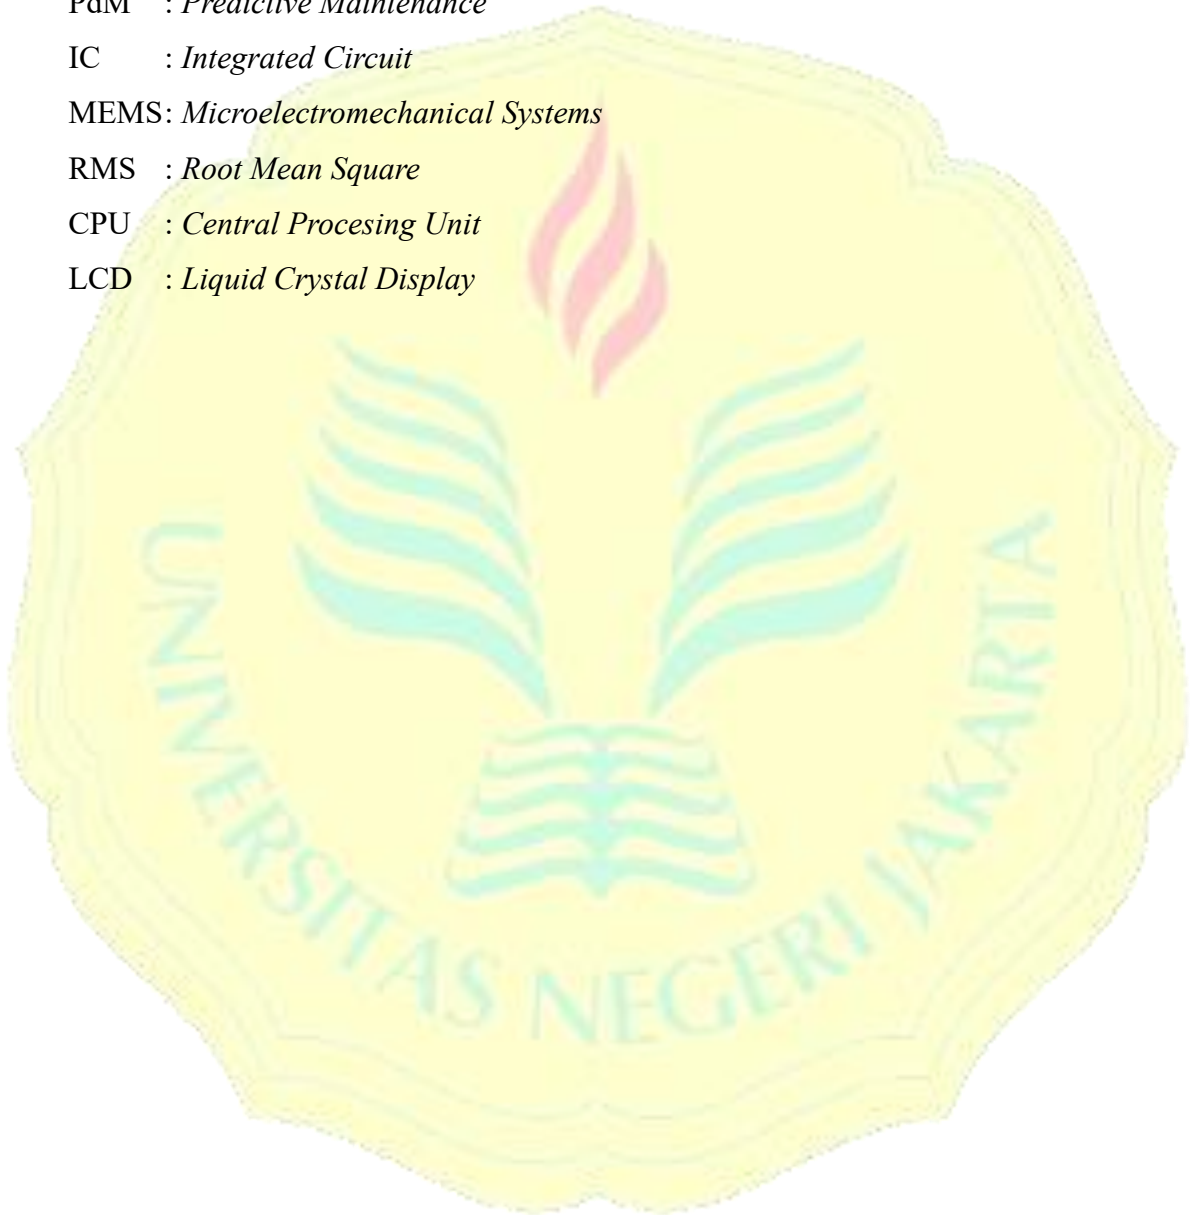 PdM : Predictive Maintenance
IC : Integrated Circuit
MEMS: Microelectromechanical Systems
RMS : Root Mean Square
CPU : Central Procesing Unit
LCD : Liquid Crystal Display
UNIVERSITAS NEGERI JAKARTA